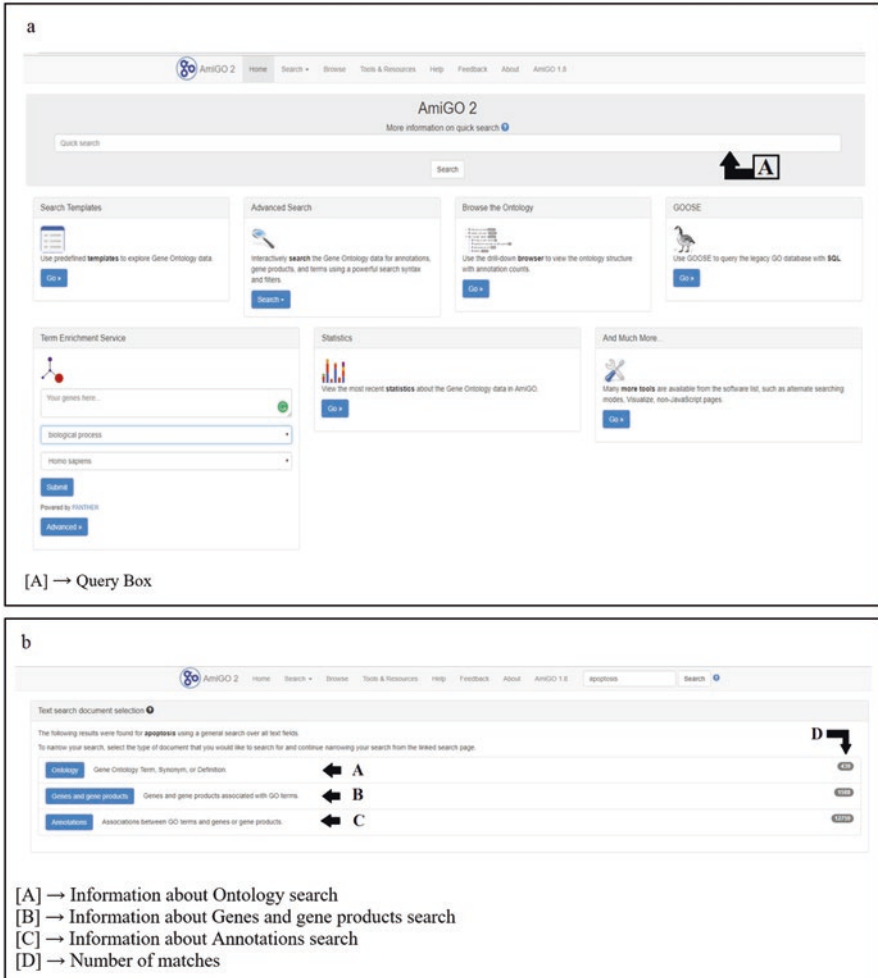 a
AmiGO 2 Home Search Browse Tools & Resources Help Feedback About AmiGO 1.8
AmiGO 2
More information on quick search
Quick search
Search
A
Search Templates
Use predefined templates to explore Gene Ontology data.
Go »
Advanced Search
Interactively search the Gene Ontology data for annotations,
gene products, and terms using a powerful search syntax
and filters.
Search
Browse the Ontology
Use the drill-down browser to view the ontology structure
with annotation counts.
Go »
GOOSE
Use GOOSE to query the legacy GO database with SQL.
Go »
Term Enrichment Service
Your genes here...
biological process
Homo sapiens
Submit
Powered by PANTHER
Advanced »
Statistics
View the most recent statistics about the Gene Ontology data in AmiGO.
Go »
And Much More...
Many more tools are available from the software list, such as alternate searching
modes, Visualize, non-JavaScript pages.
Go »
[A] → Query Box
b
AmiGO 2 Home Search Browse Tools & Resources Help Feedback About AmiGO 1.8 apoptosis Search
Text search document selection
The following results were found for apoptosis using a general search over all text fields.
To narrow your search, select the type of document that you would like to search for and continue narrowing your search from the linked search page.
D
Ontology Gene Ontology Term, Synonym, or Definition. A
Genes and gene products Genes and gene products associated with GO terms. B
Annotations Associations between GO terms and genes or gene products. C
[A] → Information about Ontology search
[B] → Information about Genes and gene products search
[C] → Information about Annotations search
[D] → Number of matches